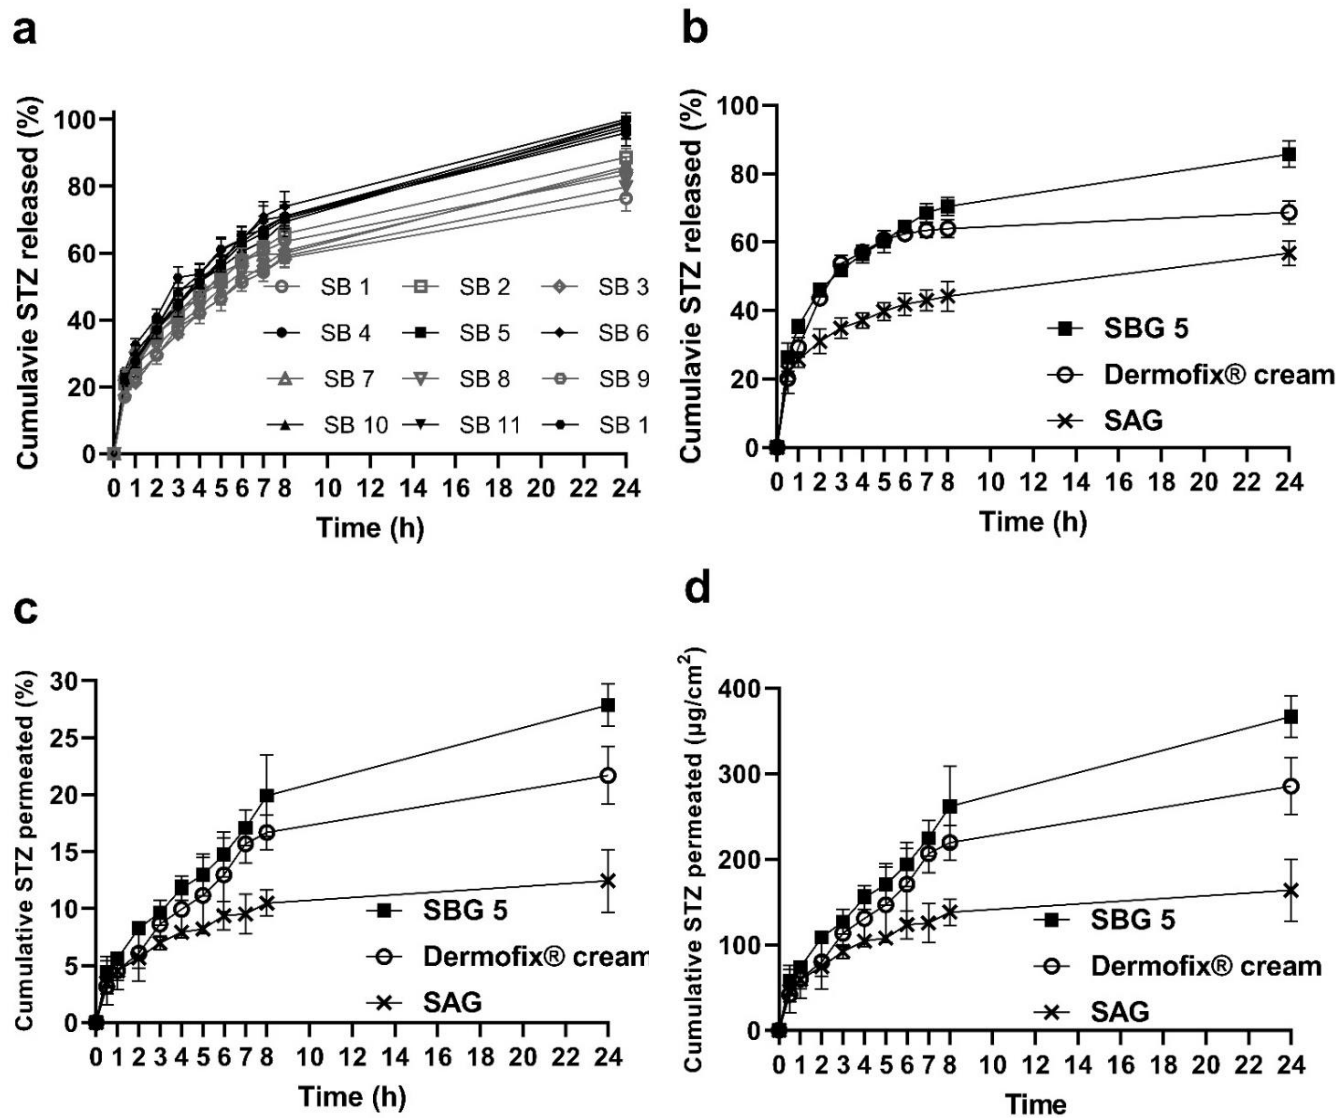 a
Cumulavie STZ released (%)
100
80
60
40
20
0
SB 1 SB 2 SB 3
SB 4 SB 5 SB 6
SB 7 SB 8 SB 9
SB 10 SB 11 SB 1
0 1 2 3 4 5 6 7 8 10 12 14 16 18 20 22 24
Time (h)
b
Cumulavie STZ released (%)
100
80
60
40
20
0
SBG 5
Dermofix® cream
SAG
0 1 2 3 4 5 6 7 8 10 12 14 16 18 20 22 24
Time (h)
c
Cumulative STZ permeated (%)
30
25
20
15
10
5
0
SBG 5
Dermofix® cream
SAG
0 1 2 3 4 5 6 7 8 10 12 14 16 18 20 22 24
Time (h)
d
Cumulative STZ permeated (µg/cm²)
400
300
200
100
0
SBG 5
Dermofix® cream
SAG
0 1 2 3 4 5 6 7 8 10 12 14 16 18 20 22 24
Time